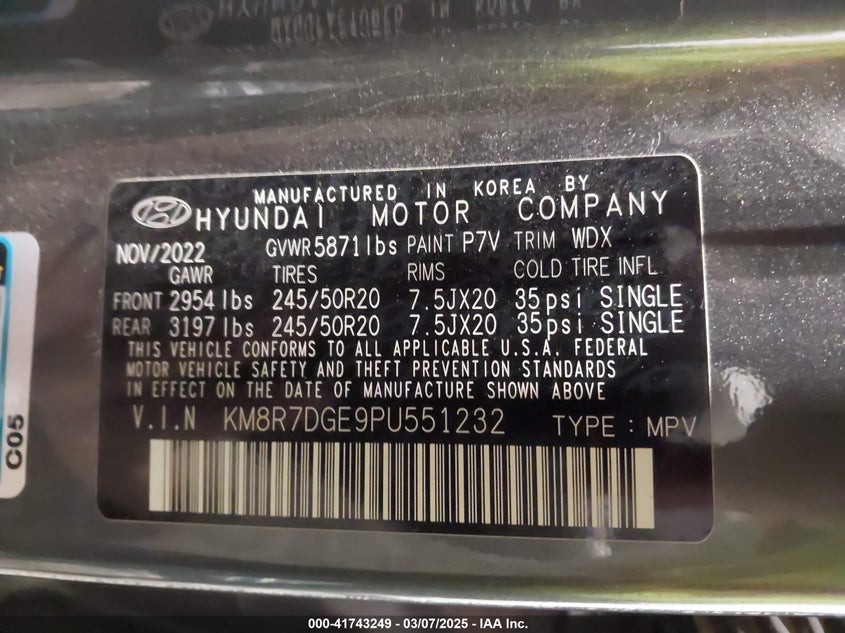 MANUFACTURED IN KOREA BY
HYUNDAI MOTOR COMPANY
NOV/2022 GVWR 5871 lbs PAINT P7V TRIM WDX
GAWR TIRES RIMS COLD TIRE INFL
FRONT 2954 lbs 245/50R20 7.5JX20 35psi SINGLE
REAR 3197 lbs 245/50R20 7.5JX20 35psi SINGLE
THIS VEHICLE CONFORMS TO ALL APPLICABLE U.S.A. FEDERAL
MOTOR VEHICLE SAFETY AND THEFT PREVENTION STANDARDS
IN EFFECT ON THE DATE OF MANUFACTURE SHOWN ABOVE
V.I.N KM8R7DGE9PU551232 TYPE : MPV
C05
000-41743249 — 03/07/2025 — IAA Inc.